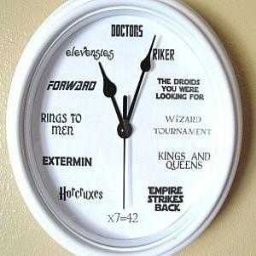 DOCTORS
RIKER
THE DROIDS
YOU WERE
LOOKING FOR
WIZARD
TOURNAMENT
KINGS AND
QUEENS
EMPIRE
STRIKES
BACK
x7=42
Horcruxes
EXTERMIN
RINGS TO
MEN
FORWARD
elevensies